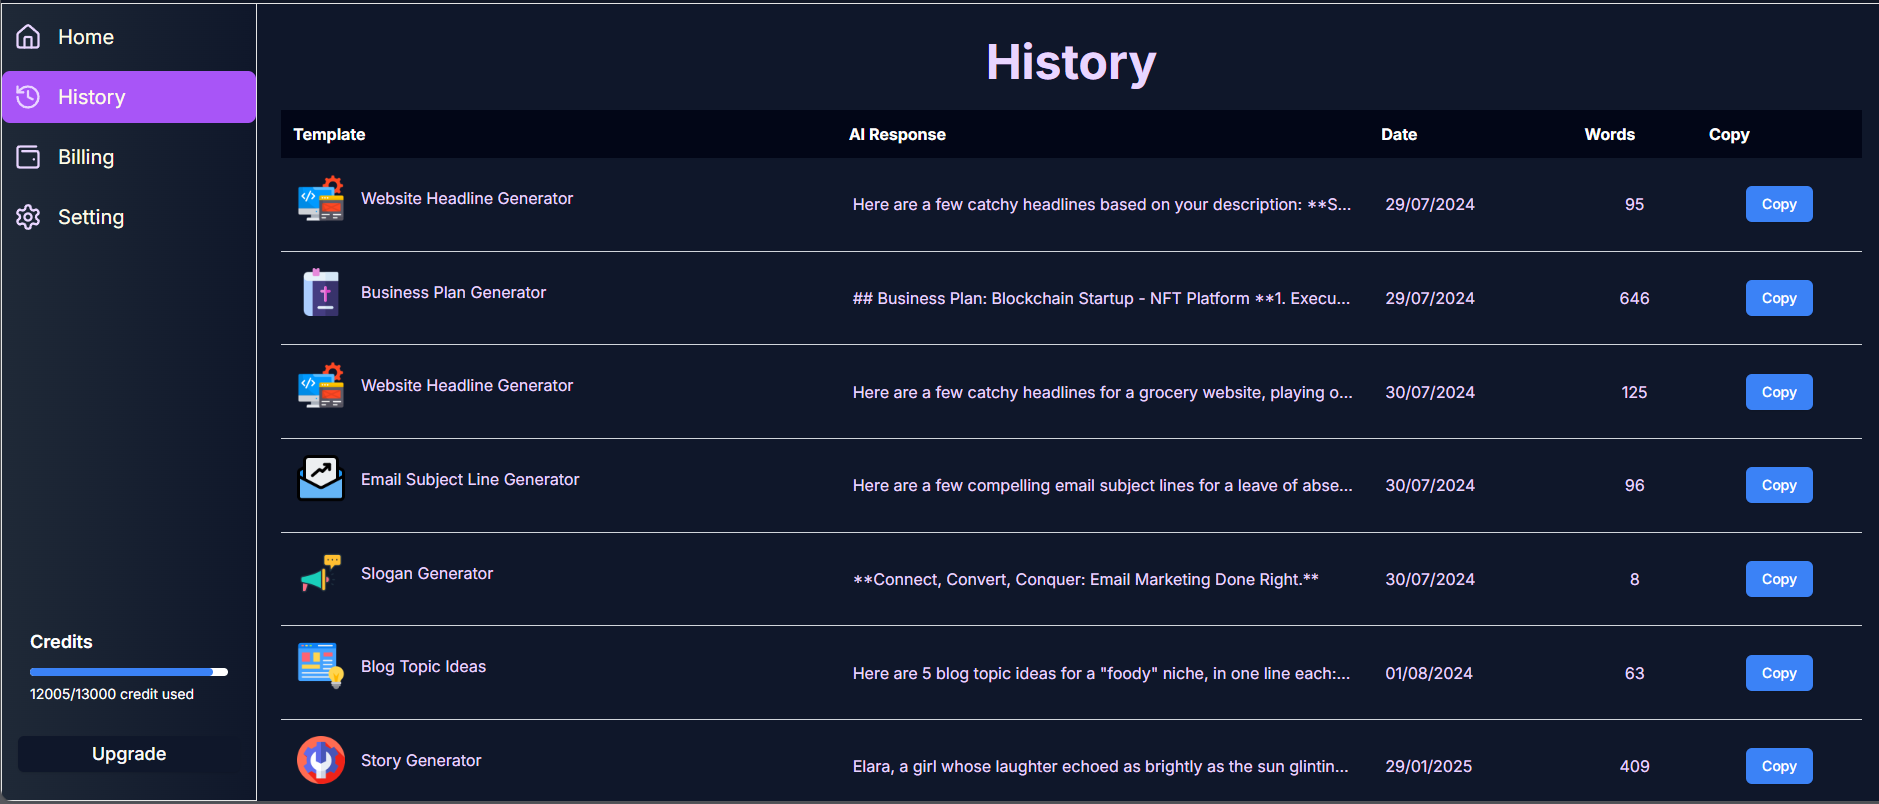 Home
History
Billing
Setting
Credits
12005/13000 credit used
Upgrade
History
Template AI Response Date Words Copy
Website Headline Generator Here are a few catchy headlines based on your description: **S... 29/07/2024 95 Copy
Business Plan Generator ## Business Plan: Blockchain Startup - NFT Platform **1. Execu... 29/07/2024 646 Copy
Website Headline Generator Here are a few catchy headlines for a grocery website, playing o... 30/07/2024 125 Copy
Email Subject Line Generator Here are a few compelling email subject lines for a leave of abse... 30/07/2024 96 Copy
Slogan Generator **Connect, Convert, Conquer: Email Marketing Done Right.** 30/07/2024 8 Copy
Blog Topic Ideas Here are 5 blog topic ideas for a "foody" niche, in one line each:... 01/08/2024 63 Copy
Story Generator Elara, a girl whose laughter echoed as brightly as the sun glintin... 29/01/2025 409 Copy